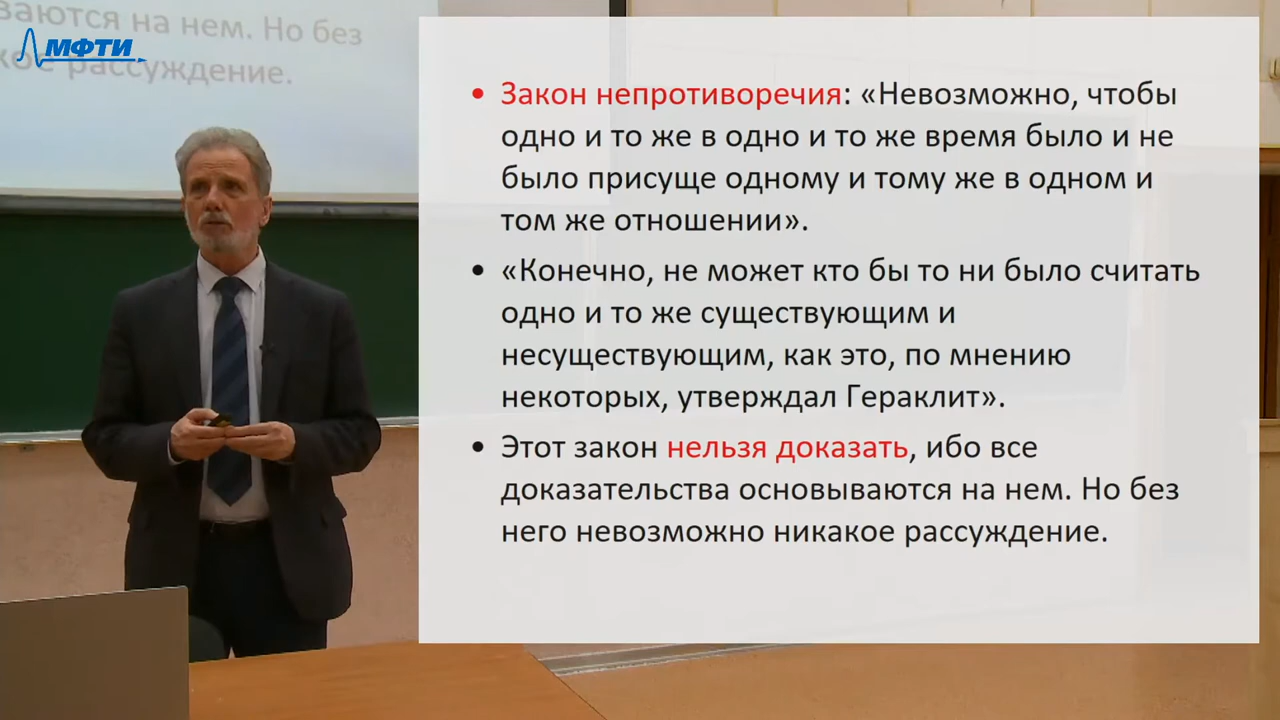 ваются на нем. Но без
кое рассуждение.
МФТИ
• Закон непротиворечия: «Невозможно, чтобы
одно и то же в одно и то же время было и не
было присуще одному и тому же в одном и
том же отношении».
• «Конечно, не может кто бы то ни было считать
одно и то же существующим и
несуществующим, как это, по мнению
некоторых, утверждал Гераклит».
• Этот закон нельзя доказать, ибо все
доказательства основываются на нем. Но без
него невозможно никакое рассуждение.